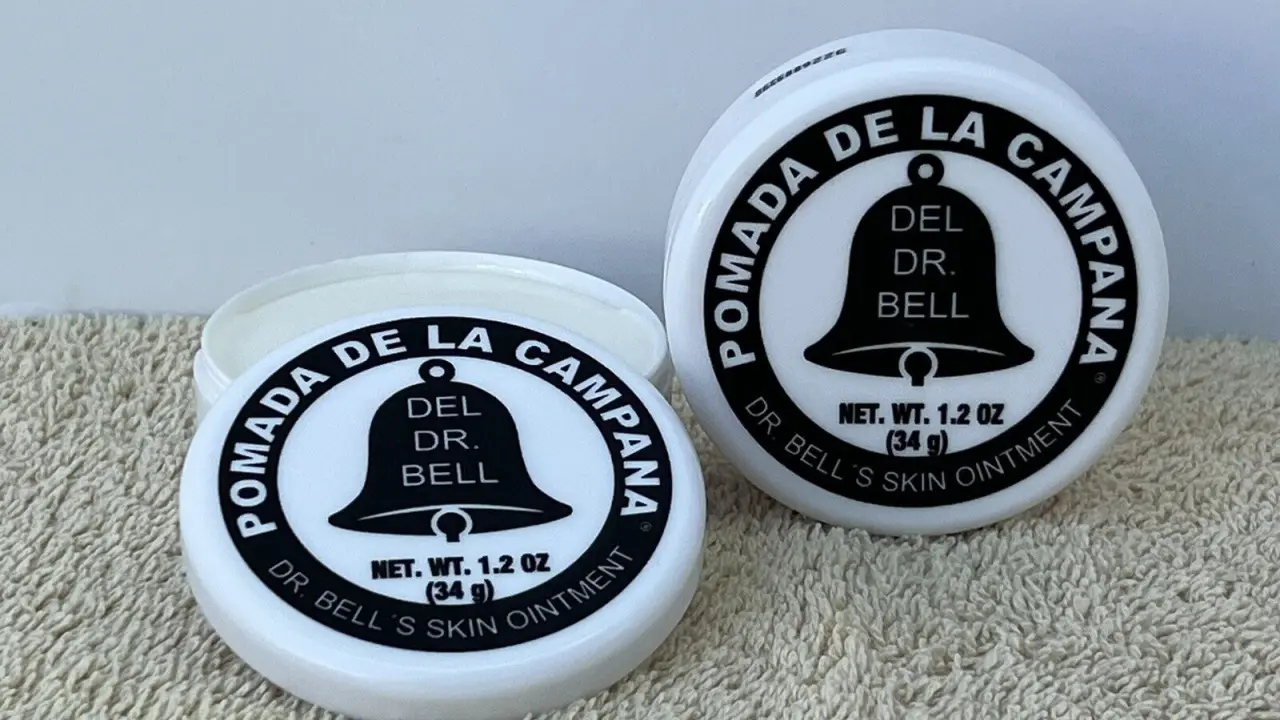 POMADA DE LA CAMPANA
DEL
DR.
BELL
NET. WT. 1.2 OZ
(34 g)
DR. BELL´S SKIN OINTMENT
POMADA DE LA CAMPANA
DEL
DR.
BELL
NET. WT. 1.2 OZ
(34 g)
DR. BELL´S SKIN OINTMENT